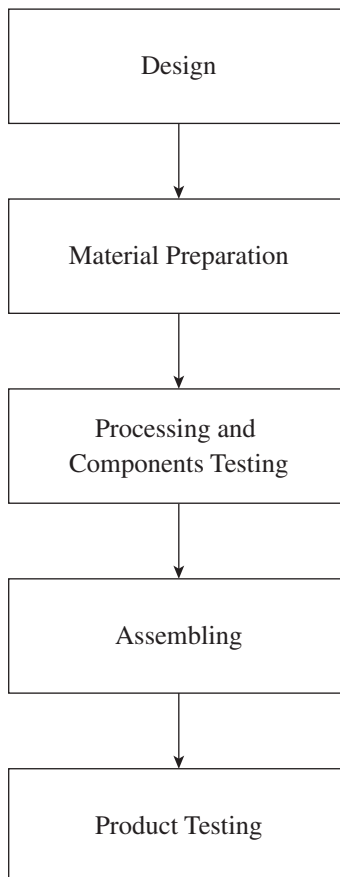 Design
Material Preparation
Processing and
Components Testing
Assembling
Product Testing